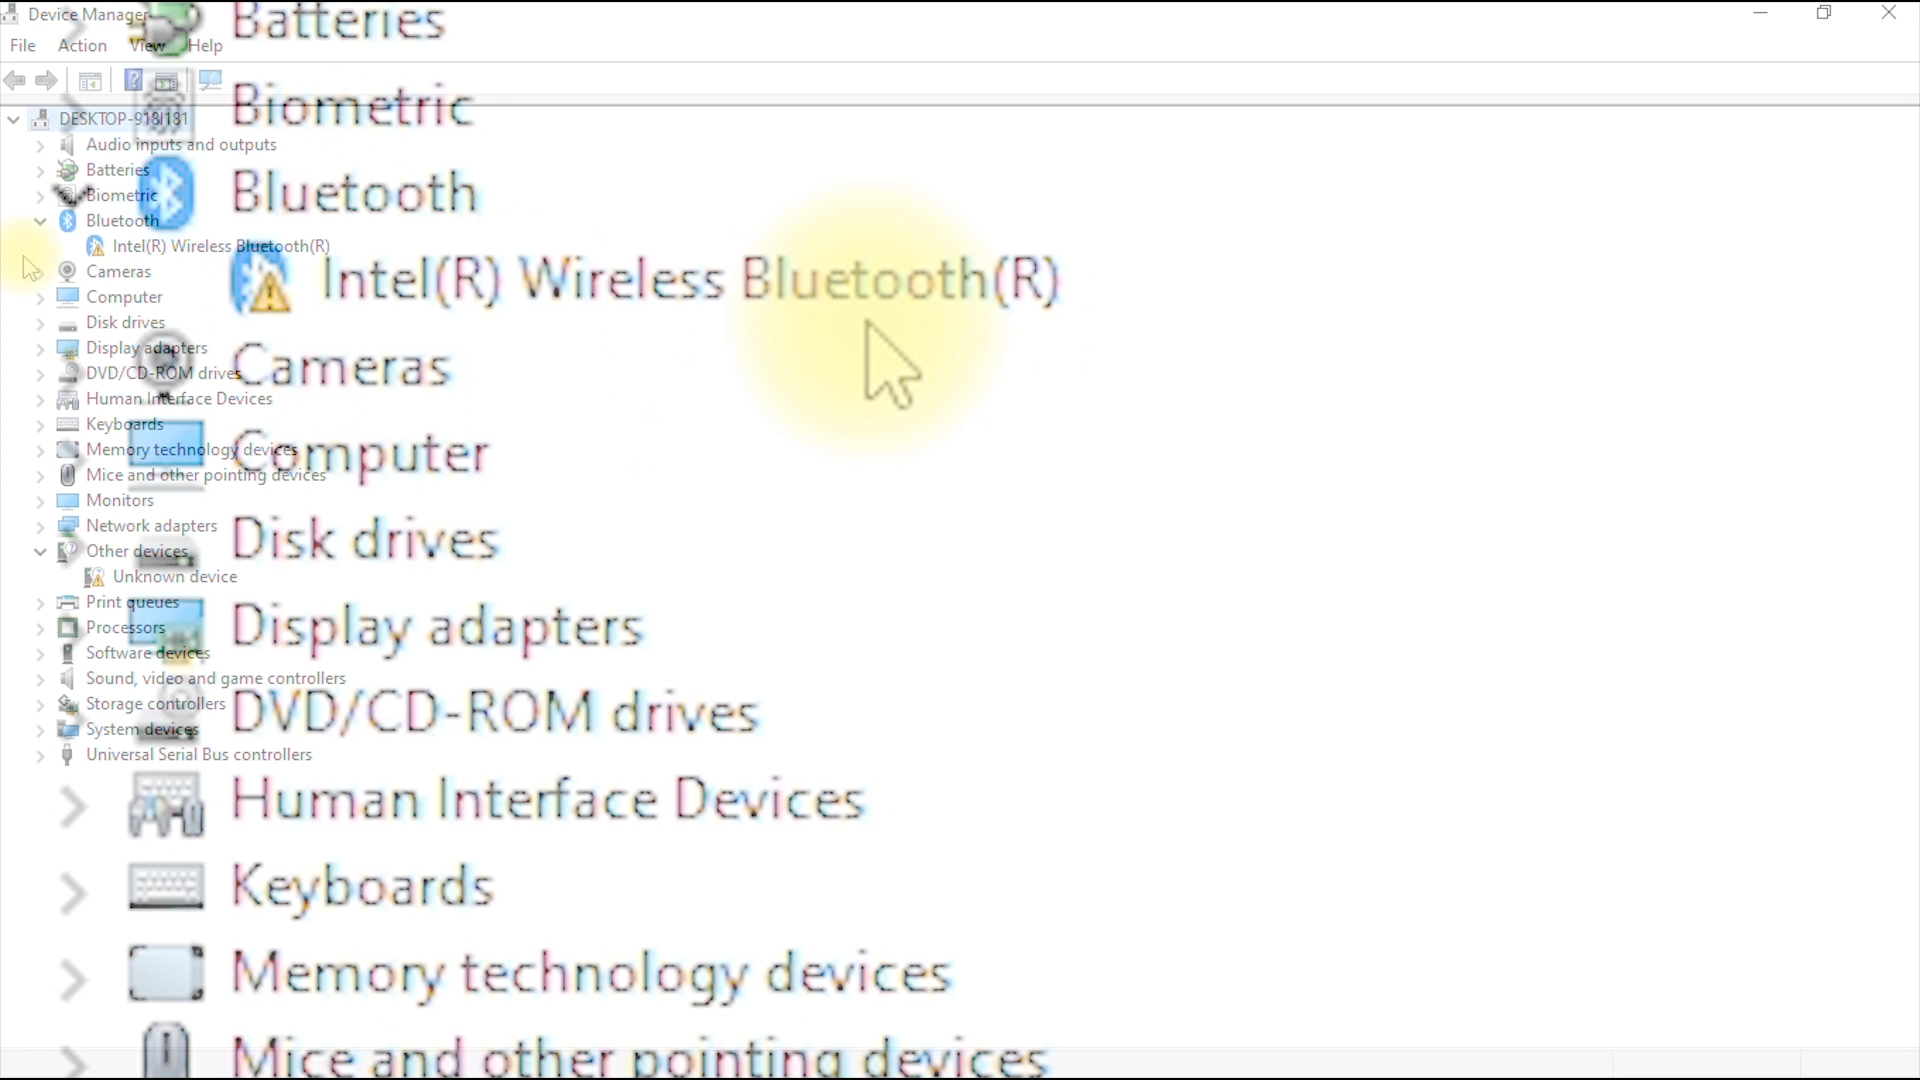 Device Manager
File Action View Help
DESKTOP-918I181
Audio inputs and outputs
Batteries
Biometric
Bluetooth
Intel(R) Wireless Bluetooth(R)
Cameras
Computer
Disk drives
Display adapters
DVD/CD-ROM drives
Human Interface Devices
Keyboards
Memory technology devices
Mice and other pointing devices
Monitors
Network adapters
Other devices
Unknown device
Print queues
Processors
Software devices
Sound, video and game controllers
Storage controllers
System devices
Universal Serial Bus controllers
Batteries
Biometric
Bluetooth
Intel(R) Wireless Bluetooth(R)
Cameras
Computer
Disk drives
Display adapters
DVD/CD-ROM drives
Human Interface Devices
Keyboards
Memory technology devices
Mice and other pointing devices